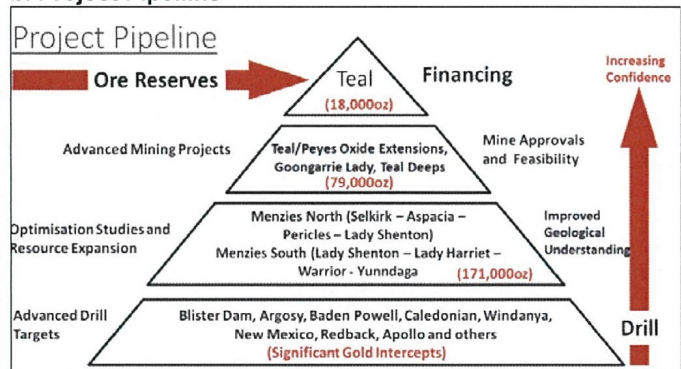 Project Pipeline
Ore Reserves
Teal
(18,000oz)
Financing
Increasing
Confidence
Advanced Mining Projects
Teal/Peyes Oxide Extensions,
Goongarrie Lady, Teal Deeps
(79,000oz)
Mine Approvals
and Feasibility
Optimisation Studies and
Resource Expansion
Menzies North (Selkirk – Aspacia –
Pericles – Lady Shenton)
Menzies South (Lady Shenton – Lady Harriet –
Warrior - Yunndaga
(171,000oz)
Improved
Geological
Understanding
Advanced Drill
Targets
Blister Dam, Argosy, Baden Powell, Caledonian, Windanya,
New Mexico, Redback, Apollo and others
(Significant Gold Intercepts)
Drill